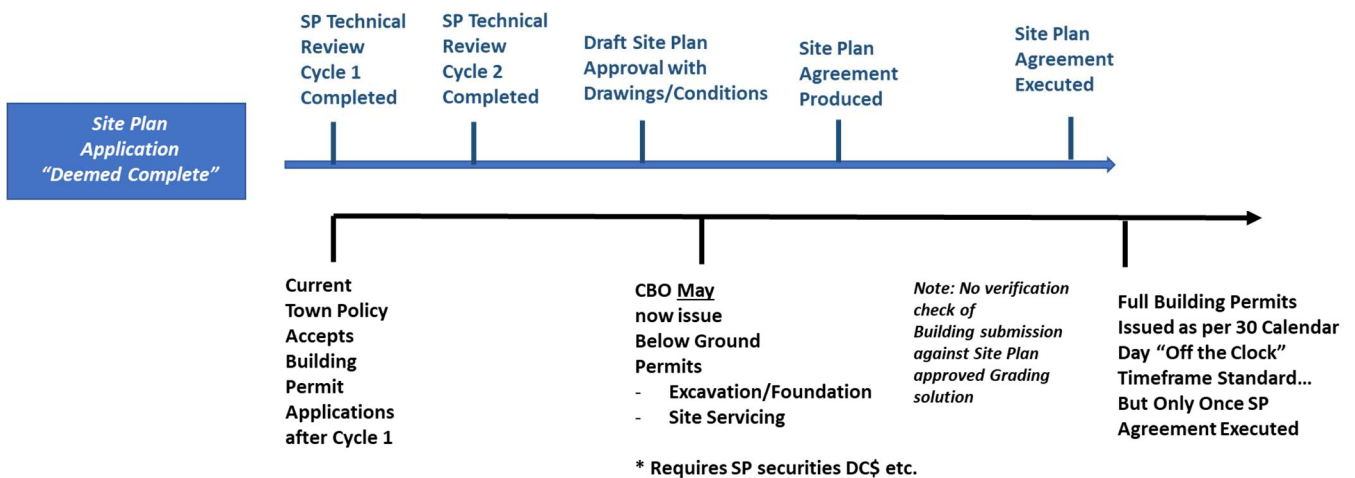 SP Technical
Review
Cycle 1
Completed
SP Technical
Review
Cycle 2
Completed
Draft Site Plan
Approval with
Drawings/Conditions
Site Plan
Agreement
Produced
Site Plan
Agreement
Executed
Site Plan
Application
“Deemed Complete”
Current
Town Policy
Accepts
Building
Permit
Applications
after Cycle 1
CBO May
now issue
Below Ground
Permits
- Excavation/Foundation
- Site Servicing
* Requires SP securities DC$ etc.
Note: No verification
check of
Building submission
against Site Plan
approved Grading
solution
Full Building Permits
Issued as per 30 Calendar
Day “Off the Clock”
Timeframe Standard...
But Only Once SP
Agreement Executed